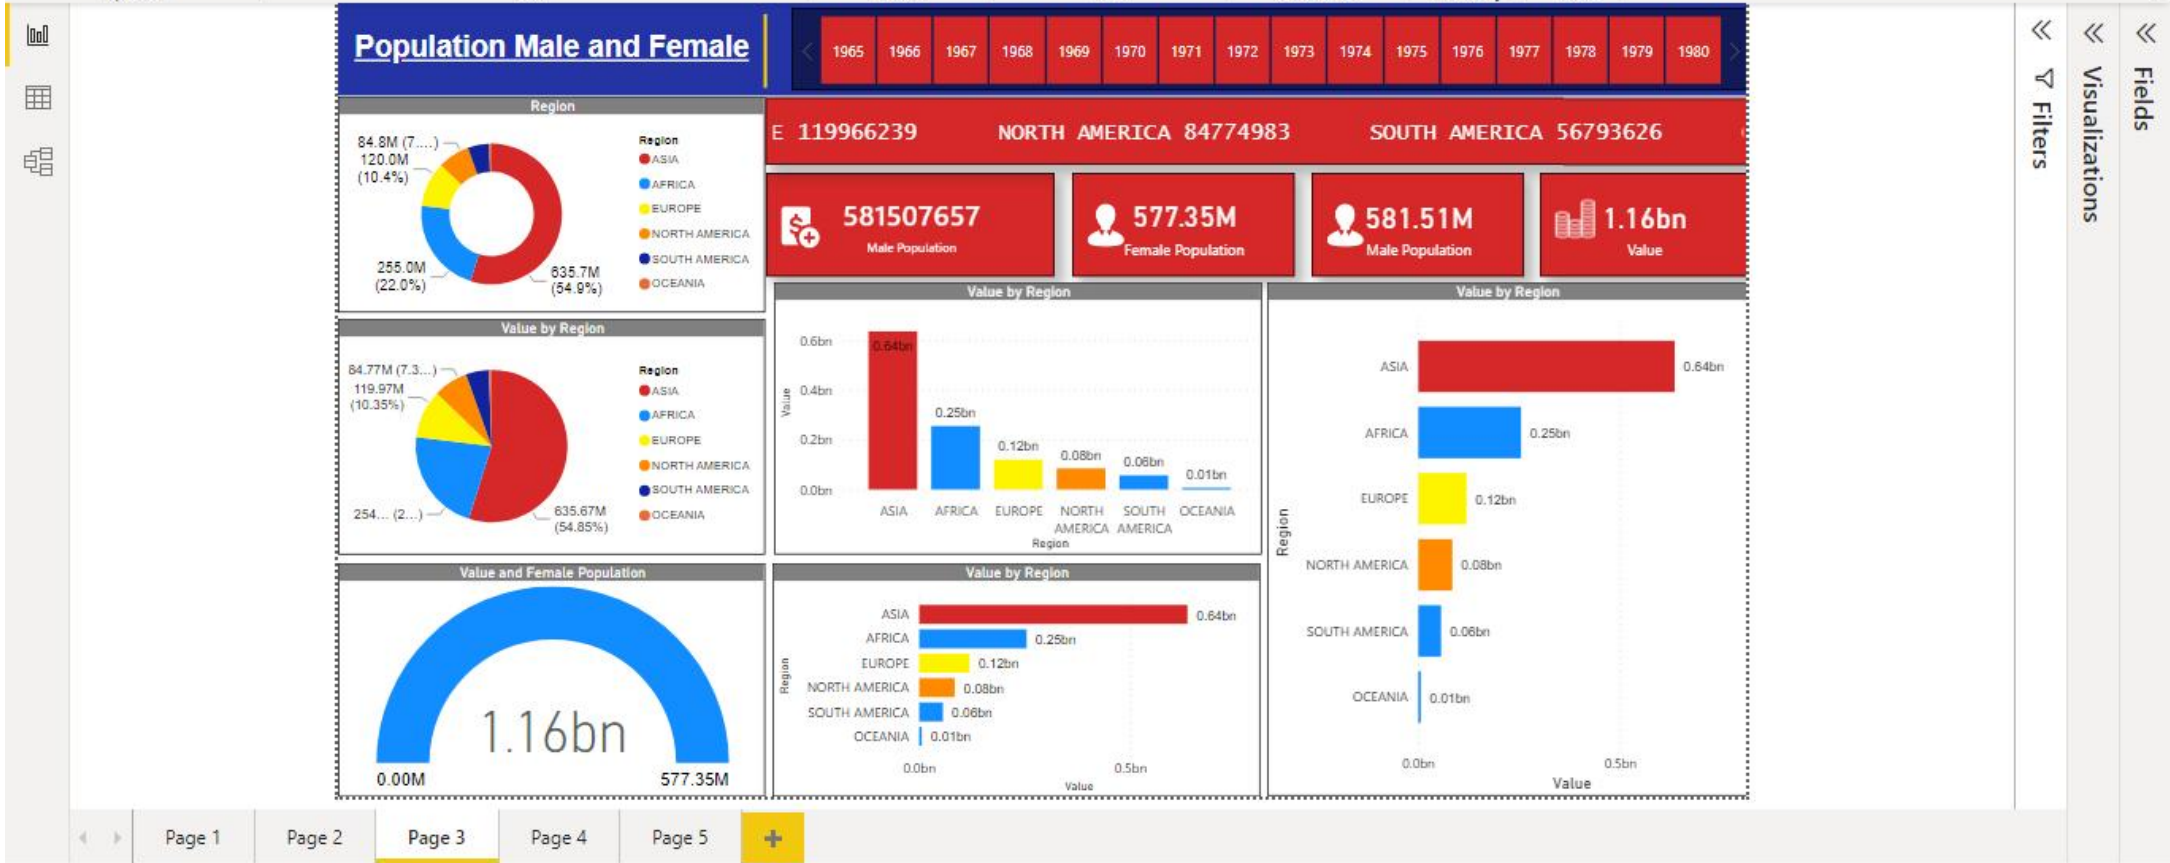 Population Male and Female
1965 1966 1967 1968 1969 1970 1971 1972 1973 1974 1975 1976 1977 1978 1979 1980
Region
84.8M (7....)
120.0M
(10.4%)
255.0M
(22.0%)
635.7M
(54.9%)
Region
ASIA
AFRICA
EUROPE
NORTH AMERICA
SOUTH AMERICA
OCEANIA
E 119966239 NORTH AMERICA 84774983 SOUTH AMERICA 56793626
581507657
Male Population
577.35M
Female Population
581.51M
Male Population
1.16bn
Value
Value by Region
84.77M (7.3...)
119.97M
(10.35%)
254... (2...)
635.67M
(54.85%)
Region
ASIA
AFRICA
EUROPE
NORTH AMERICA
SOUTH AMERICA
OCEANIA
Value by Region
Value
0.6bn
0.4bn
0.2bn
0.0bn
0.64bn
0.25bn
0.12bn
0.08bn
0.06bn
0.01bn
ASIA AFRICA EUROPE NORTH SOUTH OCEANIA
AMERICA AMERICA
Region
Value by Region
Region
ASIA 0.64bn
AFRICA 0.25bn
EUROPE 0.12bn
NORTH AMERICA 0.08bn
SOUTH AMERICA 0.06bn
OCEANIA 0.01bn
0.0bn 0.5bn
Value
Value and Female Population
1.16bn
0.00M 577.35M
Value by Region
Region
ASIA 0.64bn
AFRICA 0.25bn
EUROPE 0.12bn
NORTH AMERICA 0.08bn
SOUTH AMERICA 0.06bn
OCEANIA 0.01bn
0.0bn 0.5bn
Value
Filters
Visualizations
Fields
Page 1 Page 2 Page 3 Page 4 Page 5 +